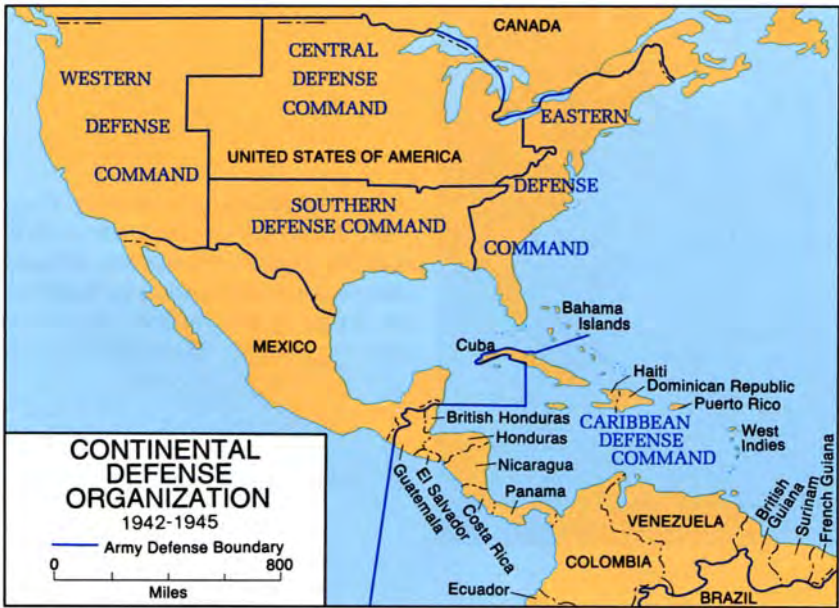 CANADA
WESTERN
DEFENSE
COMMAND
CENTRAL
DEFENSE
COMMAND
EASTERN
DEFENSE
COMMAND
UNITED STATES OF AMERICA
SOUTHERN
DEFENSE COMMAND
MEXICO
Bahama
Islands
Cuba
Haiti
Dominican Republic
Puerto Rico
CARIBBEAN
DEFENSE
COMMAND
West
Indies
British Honduras
Honduras
Nicaragua
Panama
Guatemala
El Salvador
Costa Rica
VENEZUELA
COLOMBIA
British
Guiana
Surinam
French Guiana
BRAZIL
Ecuador
CONTINENTAL
DEFENSE
ORGANIZATION
1942-1945
Army Defense Boundary
0 800
Miles